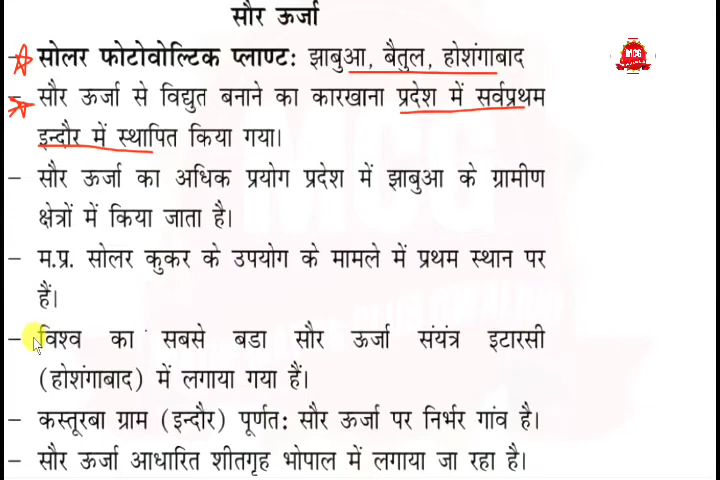 सौर ऊर्जा
MCG
– सोलर फोटोवोल्टिक प्लाण्ट: झाबुआ, बैतुल, होशंगाबाद
– सौर ऊर्जा से विद्युत बनाने का कारखाना प्रदेश में सर्वप्रथम
इन्दौर में स्थापित किया गया।
– सौर ऊर्जा का अधिक प्रयोग प्रदेश में झाबुआ के ग्रामीण
क्षेत्रों में किया जाता है।
– म.प्र. सोलर कुकर के उपयोग के मामले में प्रथम स्थान पर
हैं।
– विश्व का सबसे बडा सौर ऊर्जा संयंत्र इटारसी
(होशंगाबाद) में लगाया गया हैं।
– कस्तूरबा ग्राम (इन्दौर) पूर्णत: सौर ऊर्जा पर निर्भर गांव है।
– सौर ऊर्जा आधारित शीतगृह भोपाल में लगाया जा रहा है।